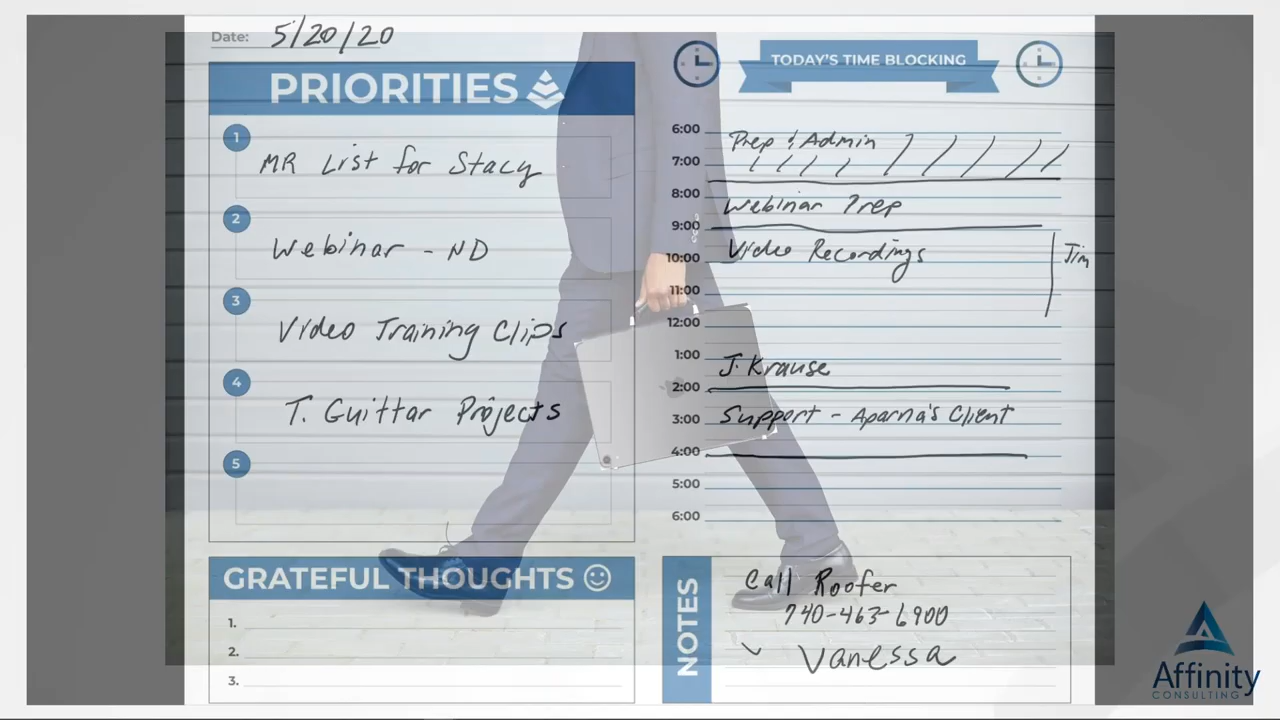 Date: 5/20/20
PRIORITIES
1
MR List for Stacy
2
Webinar - ND
3
Video Training Clips
4
T. Guittar Projects
5
GRATEFUL THOUGHTS
1.
2.
3.
TODAY'S TIME BLOCKING
6:00 Prep & Admin
7:00
8:00 Webinar Prep
9:00 Video Recordings
10:00 Jim
11:00
12:00
1:00 J. Krause
2:00
3:00 Support - Aparna's Client
4:00
5:00
6:00
NOTES
Call Roofer
740-463-6900
Vanessa
Affinity
CONSULTING